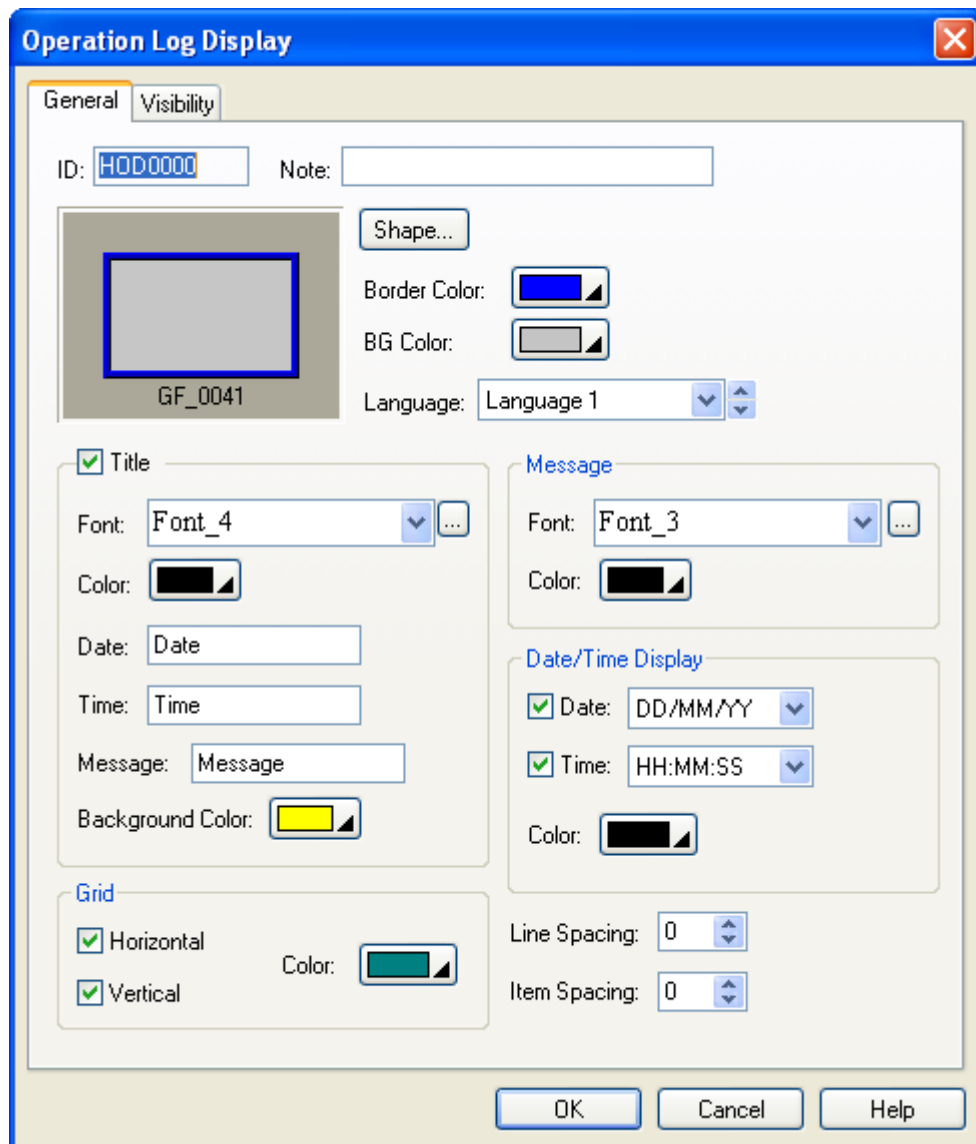 Operation Log Display
General Visibility
ID: HOD0000 Note:
Shape...
Border Color:
BG Color:
GF_0041
Language: Language 1
Title
Font: Font_4 ...
Color:
Date: Date
Time: Time
Message: Message
Background Color:
Message
Font: Font_3 ...
Color:
Date/Time Display
Date: DD/MM/YY
Time: HH:MM:SS
Color:
Grid
Horizontal
Vertical
Color:
Line Spacing: 0
Item Spacing: 0
OK Cancel Help